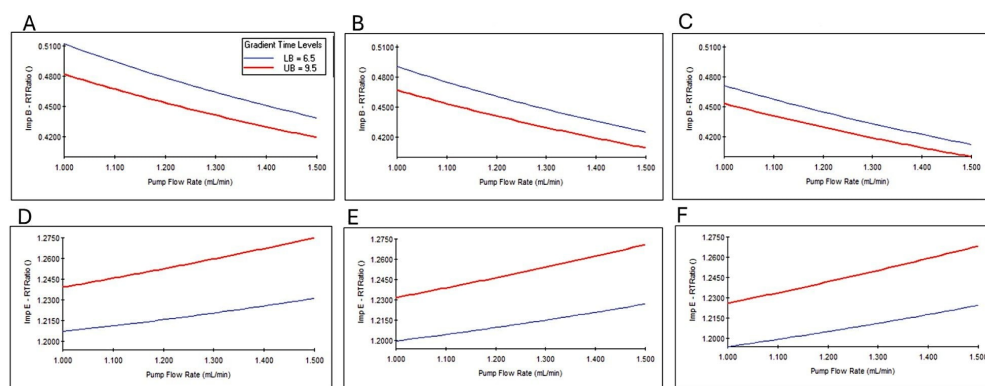 A
B
C
0.5100
0.4800
0.4500
0.4200
Imp B - RTRatio ()
Gradient Time Levels
LB = 6.5
UB = 9.5
1.000 1.100 1.200 1.300 1.400 1.500
Pump Flow Rate (mL/min)
0.5100
0.4800
0.4500
0.4200
Imp B - RTRatio ()
1.000 1.100 1.200 1.300 1.400 1.500
Pump Flow Rate (mL/min)
0.5100
0.4800
0.4500
0.4200
Imp B - RTRatio ()
1.000 1.100 1.200 1.300 1.400 1.500
Pump Flow Rate (mL/min)
D
E
F
1.2750
1.2600
1.2450
1.2300
1.2150
1.2000
Imp E - RTRatio ()
1.000 1.100 1.200 1.300 1.400 1.500
Pump Flow Rate (mL/min)
1.2750
1.2600
1.2450
1.2300
1.2150
1.2000
Imp E - RTRatio ()
1.000 1.100 1.200 1.300 1.400 1.500
Pump Flow Rate (mL/min)
1.2750
1.2600
1.2450
1.2300
1.2150
1.2000
Imp E - RTRatio ()
1.000 1.100 1.200 1.300 1.400 1.500
Pump Flow Rate (mL/min)